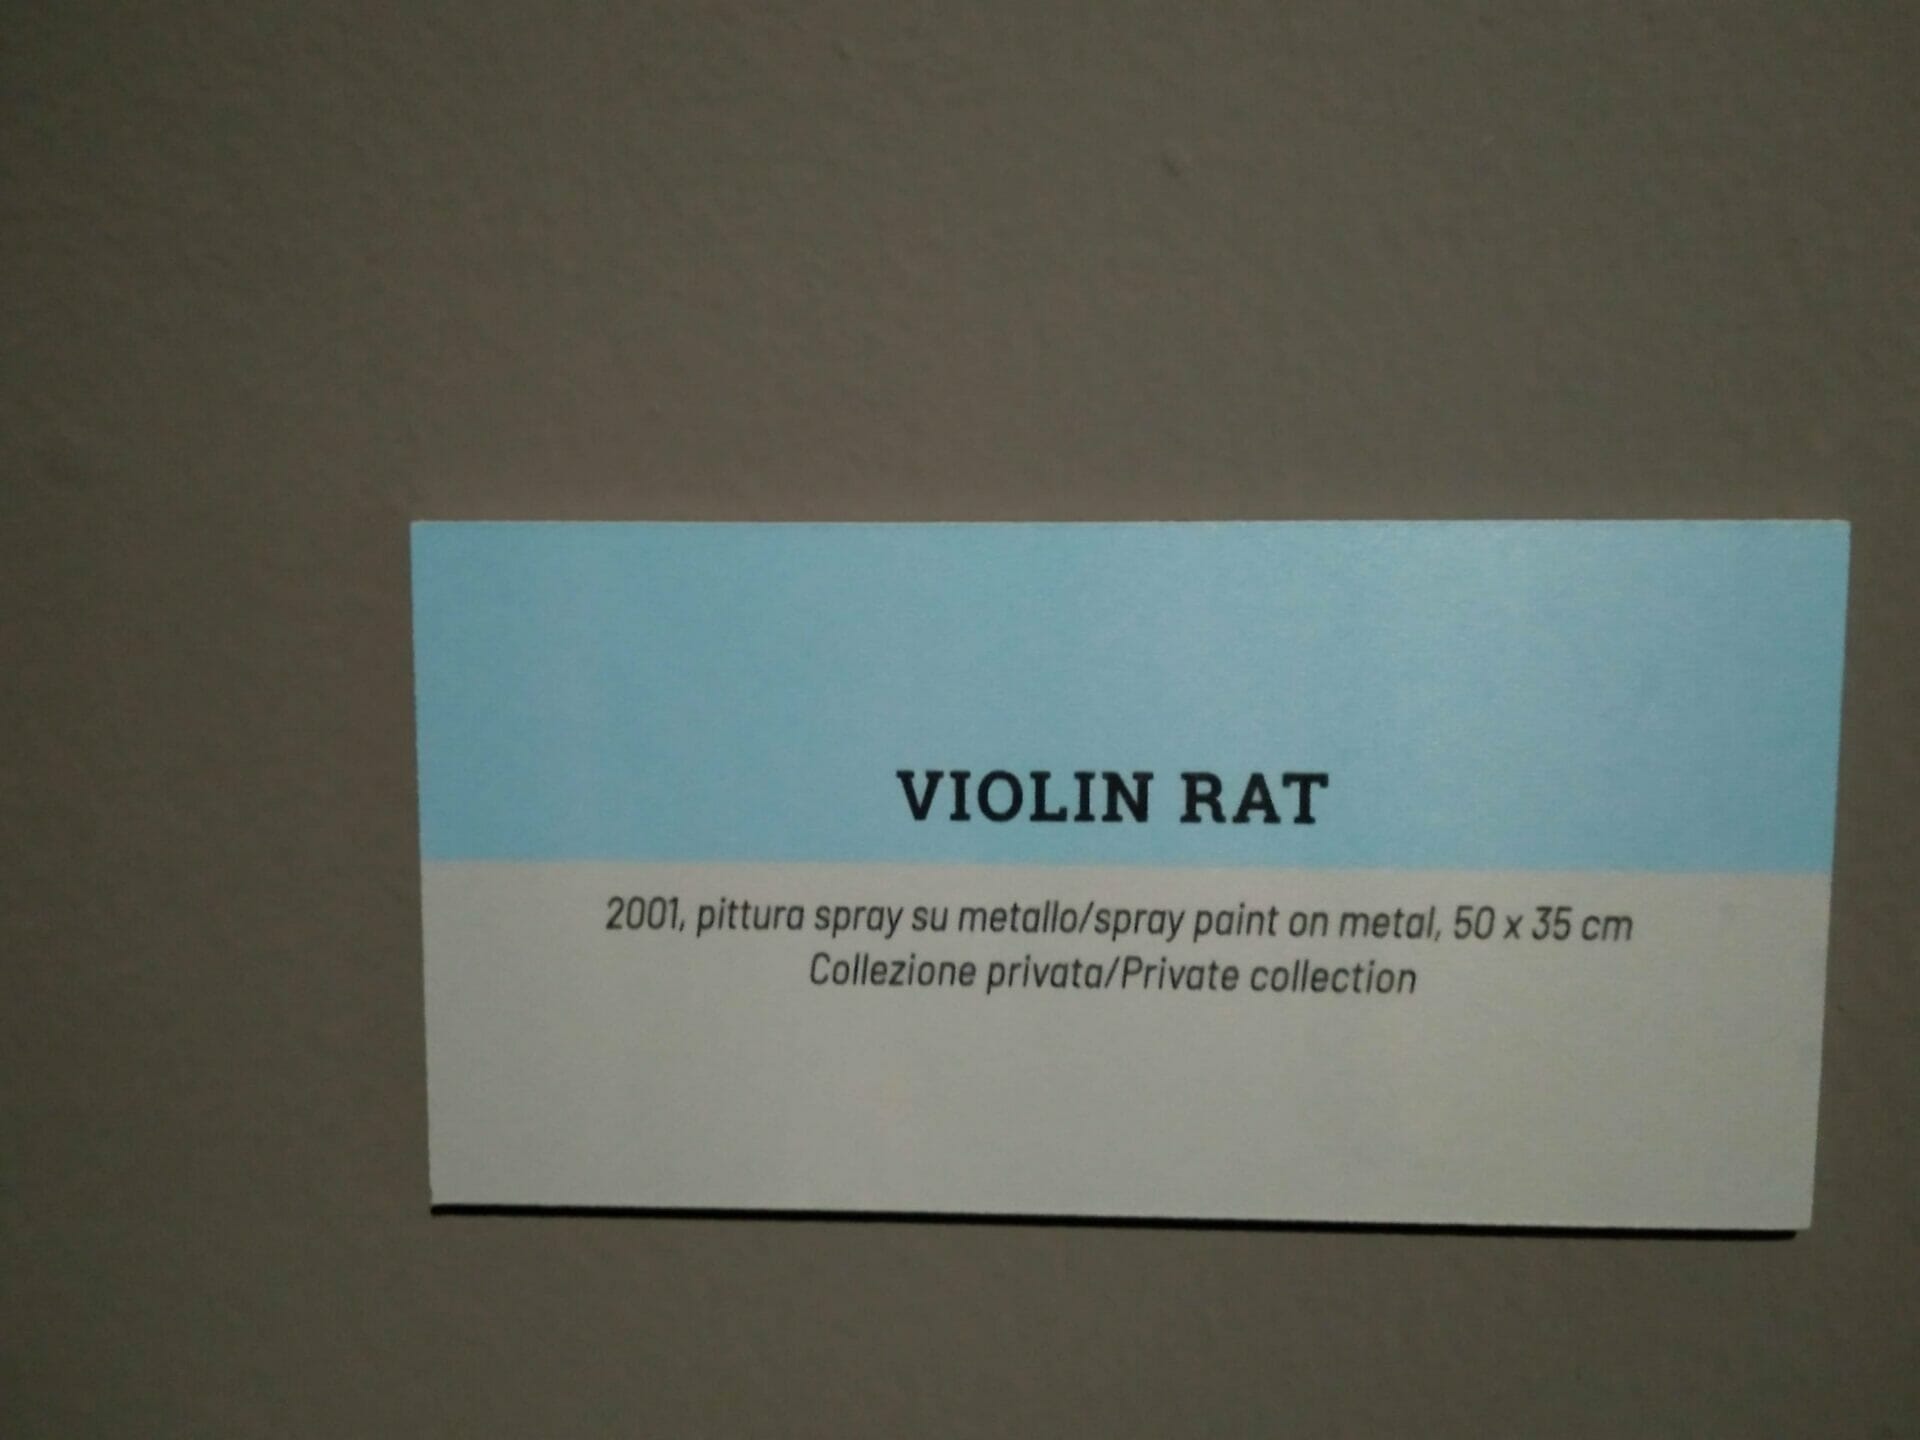 VIOLIN RAT
2001, pittura spray su metallo/spray paint on metal, 50 x 35 cm
Collezione privata/Private collection